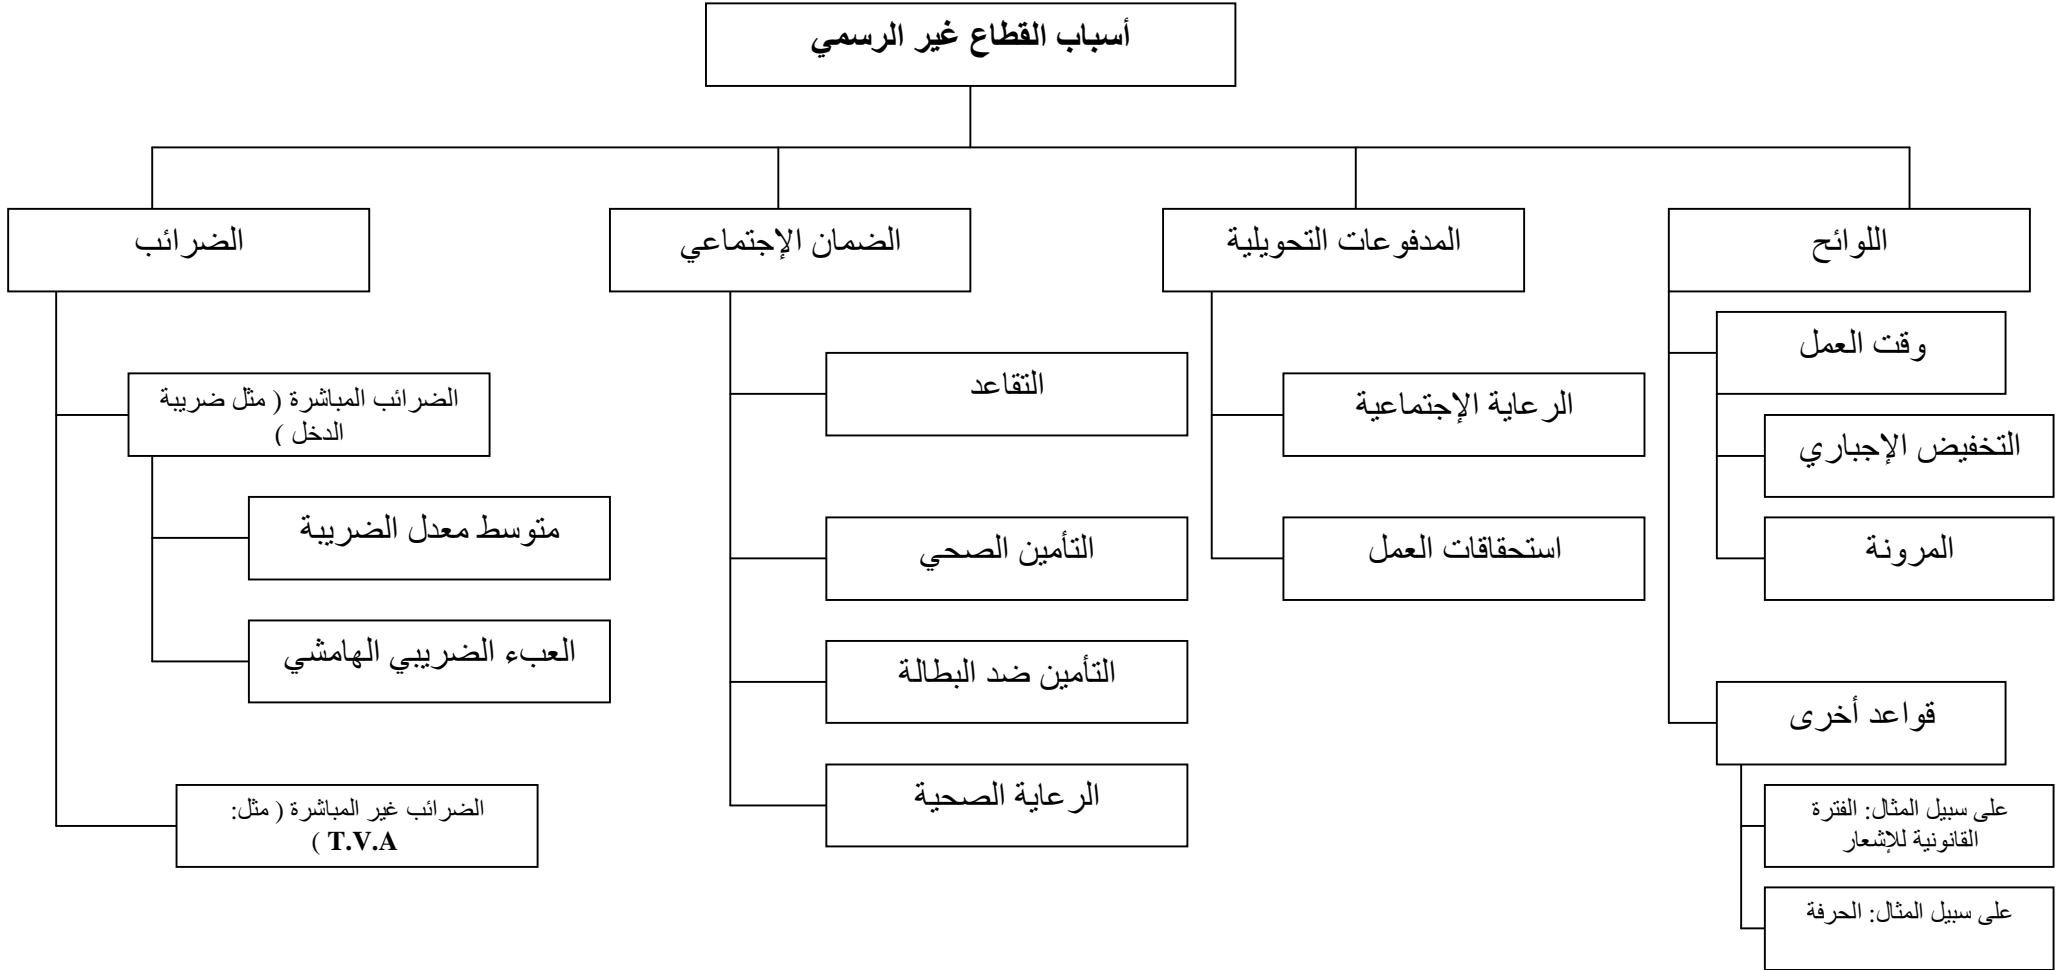 أسباب القطاع غير الرسمي
اللوائح
المدفوعات التحويلية
الضمان الإجتماعي
الضرائب
وقت العمل
التخفيض الإجباري
المرونة
قواعد أخرى
على سبيل المثال: الفترة
القانونية للإشعار
على سبيل المثال: الحرفة
الرعاية الإجتماعية
استحقاقات العمل
التقاعد
التأمين الصحي
التأمين ضد البطالة
الرعاية الصحية
الضرائب المباشرة ( مثل ضريبة
الدخل )
متوسط معدل الضريبة
العبء الضريبي الهامشي
الضرائب غير المباشرة ( مثل:
T.V.A )